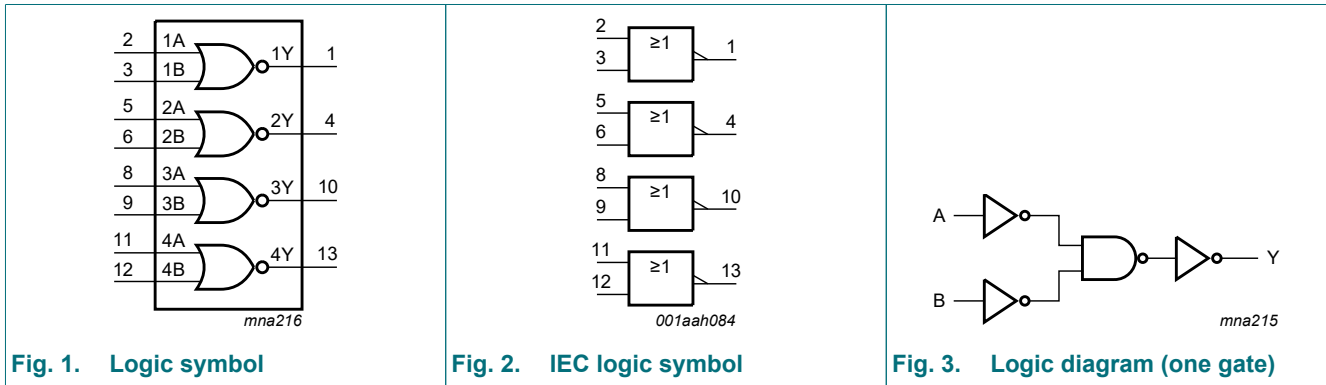 2 1A 1Y 1
3 1B
5 2A 2Y 4
6 2B
8 3A 3Y 10
9 3B
11 4A 4Y 13
12 4B
mna216
Fig. 1. Logic symbol
2 ≥1 1
3
5 ≥1 4
6
8 ≥1 10
9
11 ≥1 13
12
001aah084
Fig. 2. IEC logic symbol
A
Y
B
mna215
Fig. 3. Logic diagram (one gate)